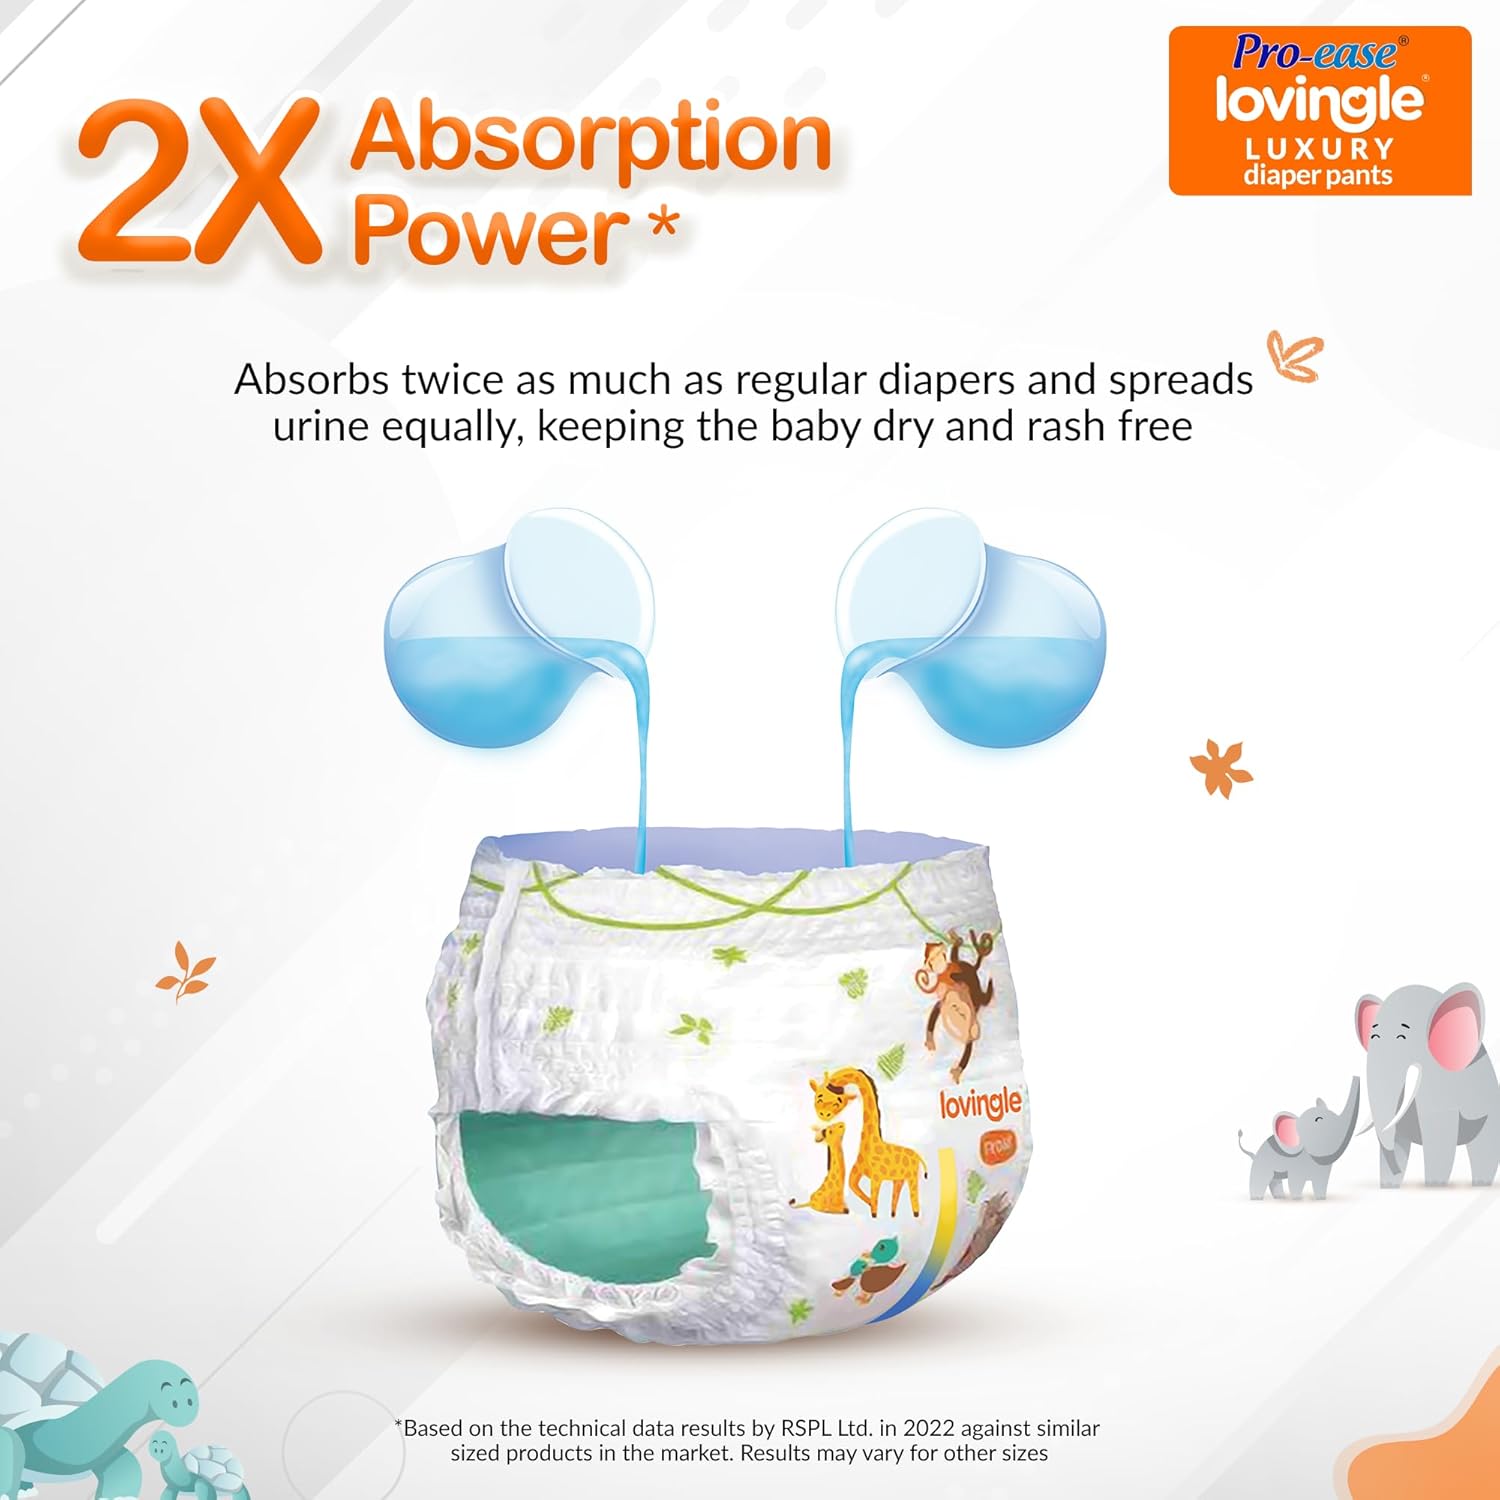 Pro-ease®
lovingle®
LUXURY
diaper pants
2X Absorption
Power*
Absorbs twice as much as regular diapers and spreads
urine equally, keeping the baby dry and rash free
lovingle
*Based on the technical data results by RSPL Ltd. in 2022 against similar
sized products in the market. Results may vary for other sizes